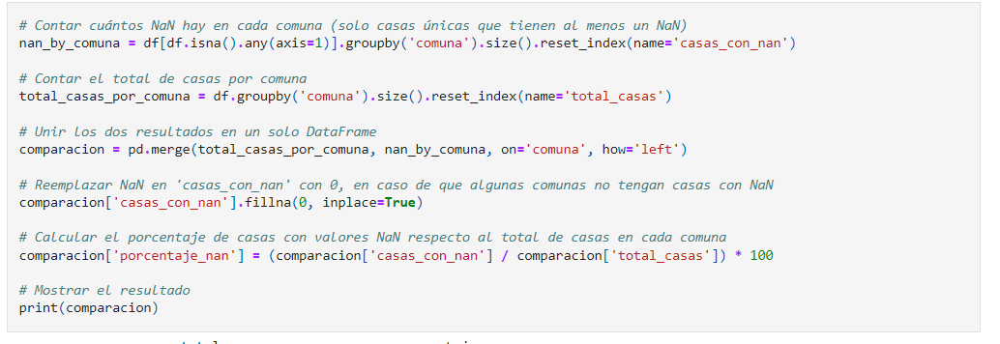 # Contar cuántos NaN hay en cada comuna (solo casas únicas que tienen al menos un NaN)
nan_by_comuna = df[df.isna().any(axis=1)].groupby('comuna').size().reset_index(name='casas_con_nan')
# Contar el total de casas por comuna
total_casas_por_comuna = df.groupby('comuna').size().reset_index(name='total_casas')
# Unir los dos resultados en un solo DataFrame
comparacion = pd.merge(total_casas_por_comuna, nan_by_comuna, on='comuna', how='left')
# Reemplazar NaN en 'casas_con_nan' con 0, en caso de que algunas comunas no tengan casas con NaN
comparacion['casas_con_nan'].fillna(0, inplace=True)
# Calcular el porcentaje de casas con valores NaN respecto al total de casas en cada comuna
comparacion['porcentaje_nan'] = (comparacion['casas_con_nan'] / comparacion['total_casas']) * 100
# Mostrar el resultado
print(comparacion)